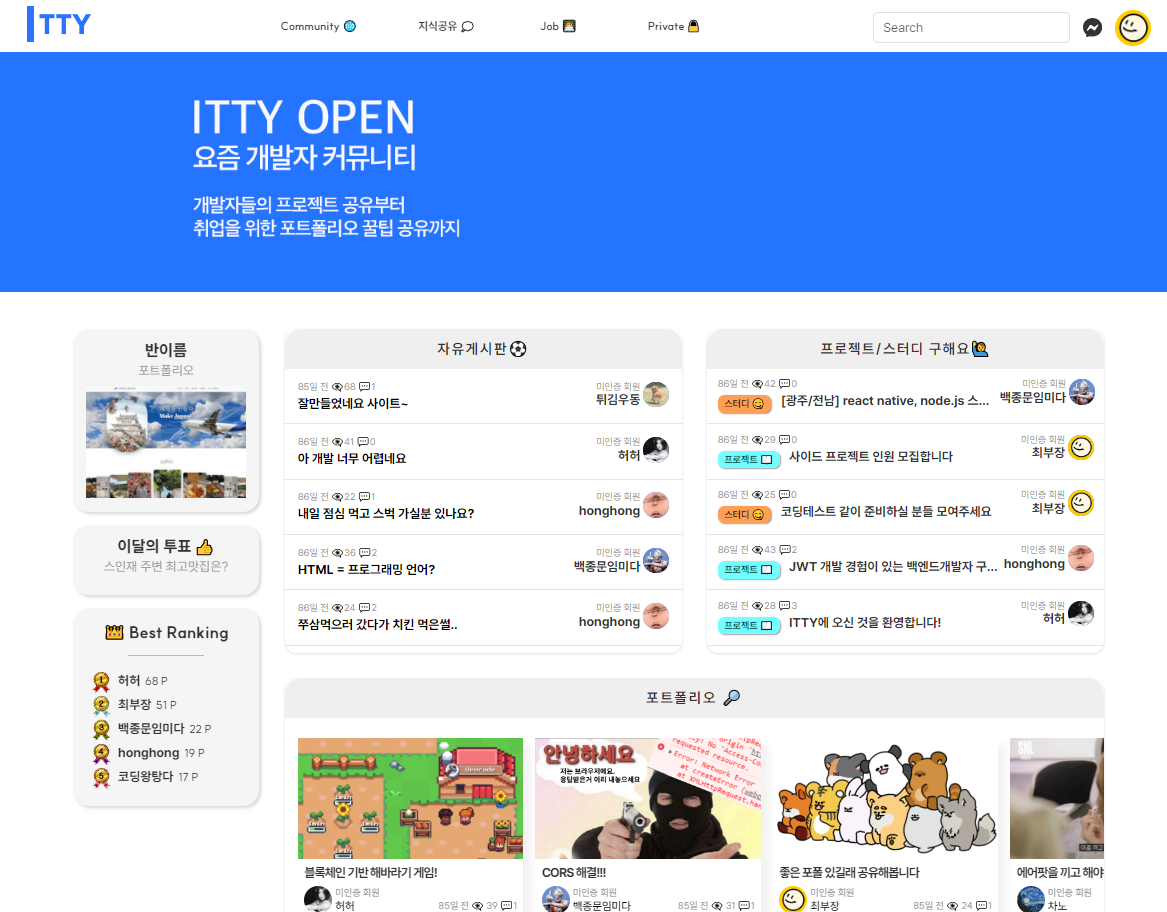 ITTY
Community 지식공유 Job Private Search
ITTY OPEN
요즘 개발자 커뮤니티
개발자들의 프로젝트 공유부터
취업을 위한 포트폴리오 꿀팁 공유까지
반이름
포트폴리오
이달의 투표
스인재 주변 최고맛집은?
Best Ranking
1 허허 68 P
2 최부장 51 P
3 백종문임미다 22 P
4 honghong 19 P
5 코딩왕탕다 17 P
자유게시판
85일 전 68 1 미인증 회원
잘만들었네요 사이트~ 튀김우동
86일 전 41 0 미인증 회원
아 개발 너무 어렵네요 허허
86일 전 22 1 미인증 회원
내일 점심 먹고 스벅 가실분 있나요? honghong
86일 전 36 2 미인증 회원
HTML = 프로그래밍 언어? 백종문임미다
86일 전 24 2 미인증 회원
쭈삼먹으러 갔다가 치킨 먹은썰.. honghong
프로젝트/스터디 구해요
86일 전 42 0 미인증 회원
스터디 [광주/전남] react native, node.js 스... 백종문임미다
86일 전 29 0 미인증 회원
프로젝트 사이드 프로젝트 인원 모집합니다 최부장
86일 전 25 0 미인증 회원
스터디 코딩테스트 같이 준비하실 분들 모여주세요 최부장
86일 전 43 2 미인증 회원
프로젝트 JWT 개발 경험이 있는 백엔드개발자 구... honghong
86일 전 28 3 미인증 회원
프로젝트 ITTY에 오신 것을 환영합니다! 허허
포트폴리오
블록체인 기반 해바라기 게임!
미인증 회원
허허 85일 전 39 1
안녕하세요
저는 브라우저에요.
응답받은거 이리 내놓으세요
requested resource.
Error: Network Error
at createError
at XMLHttpRequest.han
CORS 해결!!!
미인증 회원
백종문임미다 85일 전 31 1
좋은 포폴 있길래 공유해봅니다
미인증 회원
최부장 85일 전 24 1
SNL
에어팟을 끼고 해야
미인증 회원
차노